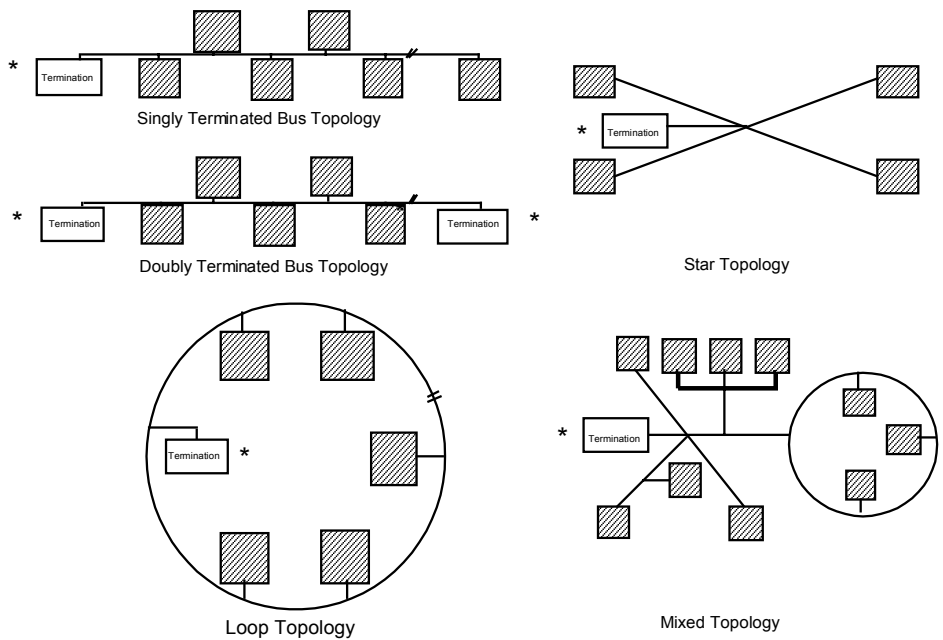 * Termination
Singly Terminated Bus Topology
* Termination
Termination *
Doubly Terminated Bus Topology
* Termination
Star Topology
Termination *
Loop Topology
* Termination
Mixed Topology